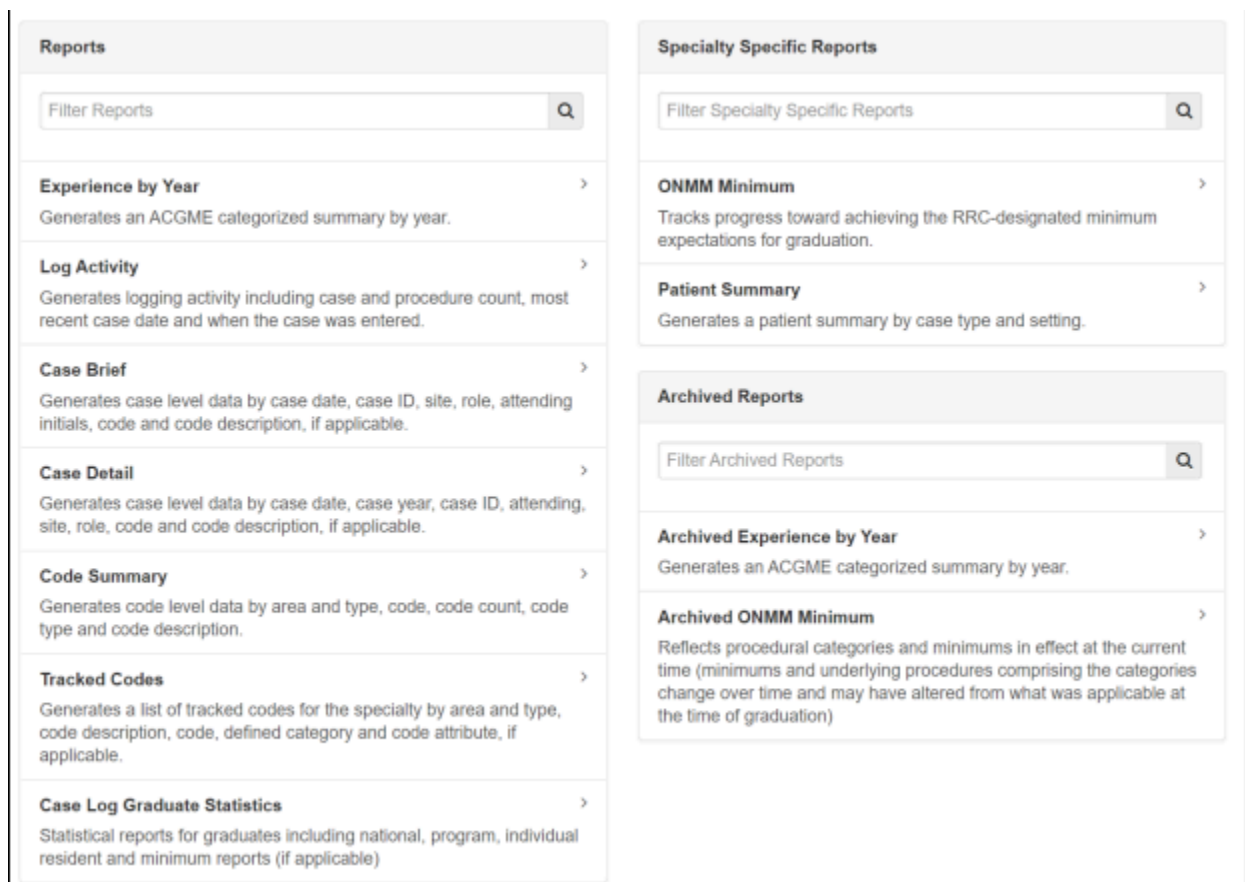 Reports
Filter Reports
Experience by Year
Generates an ACGME categorized summary by year.
Log Activity
Generates logging activity including case and procedure count, most
recent case date and when the case was entered.
Case Brief
Generates case level data by case date, case ID, site, role, attending
initials, code and code description, if applicable.
Case Detail
Generates case level data by case date, case year, case ID, attending,
site, role, code and code description, if applicable.
Code Summary
Generates code level data by area and type, code, code count, code
type and code description.
Tracked Codes
Generates a list of tracked codes for the specialty by area and type,
code description, code, defined category and code attribute, if
applicable.
Case Log Graduate Statistics
Statistical reports for graduates including national, program, individual
resident and minimum reports (if applicable)
Specialty Specific Reports
Filter Specialty Specific Reports
ONMM Minimum
Tracks progress toward achieving the RRC-designated minimum
expectations for graduation.
Patient Summary
Generates a patient summary by case type and setting.
Archived Reports
Filter Archived Reports
Archived Experience by Year
Generates an ACGME categorized summary by year.
Archived ONMM Minimum
Reflects procedural categories and minimums in effect at the current
time (minimums and underlying procedures comprising the categories
change over time and may have altered from what was applicable at
the time of graduation)